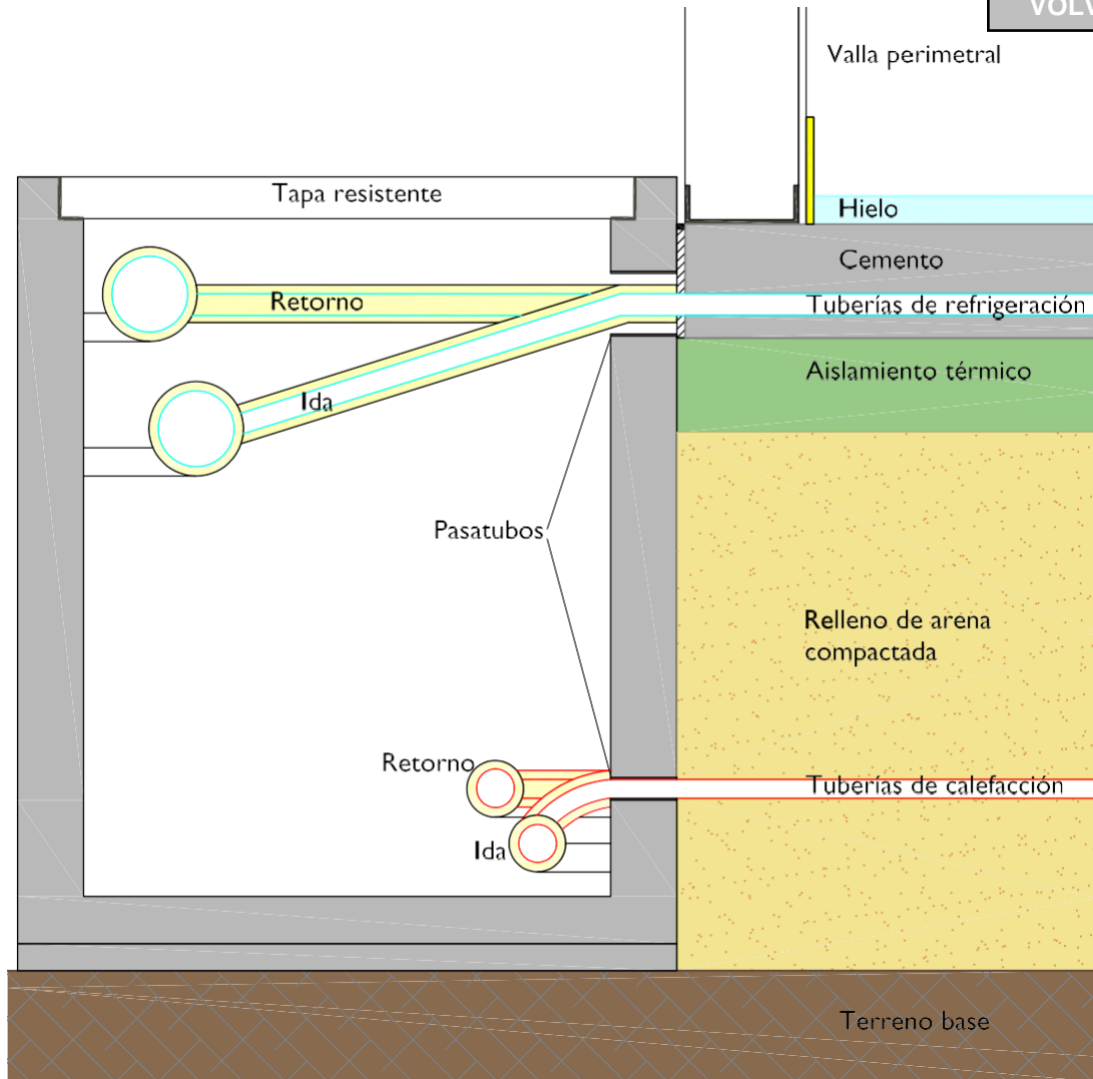 Valla perimetral
Tapa resistente
Hielo
Cemento
Retorno
Tuberías de refrigeración
Aislamiento térmico
Ida
Pasatubos
Relleno de arena
compactada
Retorno
Tuberías de calefacción
Ida
Terreno base